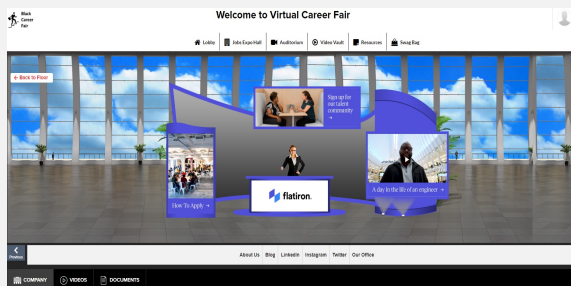 Black
Career
Fair
Welcome to Virtual Career Fair
Lobby
Jobs Expo Hall
Auditorium
Video Vault
Resources
Swag Bag
← Back to Floor
Sign up for
our talent
community
→
How To Apply →
flatiron.
A day in the life of an engineer →
Previous
About Us Blog LinkedIn Instagram Twitter Our Office
COMPANY
VIDEOS
DOCUMENTS